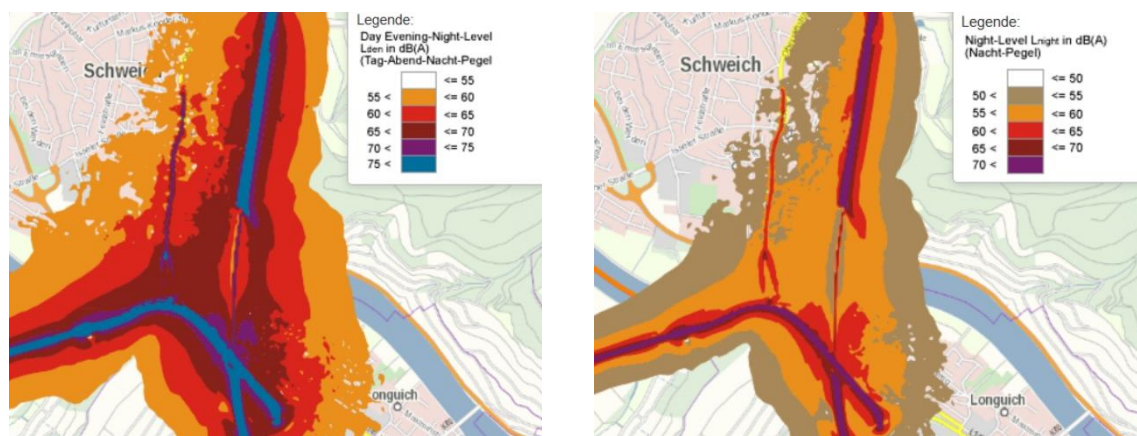 Legende:
Day Evening-Night-Level
Lden in dB(A)
(Tag-Abend-Nacht-Pegel
<= 55
55 < <= 60
60 < <= 65
65 < <= 70
70 < <= 75
75 <
Schweic
onguich
Legende:
Night-Level Lnight in dB(A)
(Nacht-Pegel)
<= 50
50 < <= 55
55 < <= 60
60 < <= 65
65 < <= 70
70 <
Schweich
Longuich